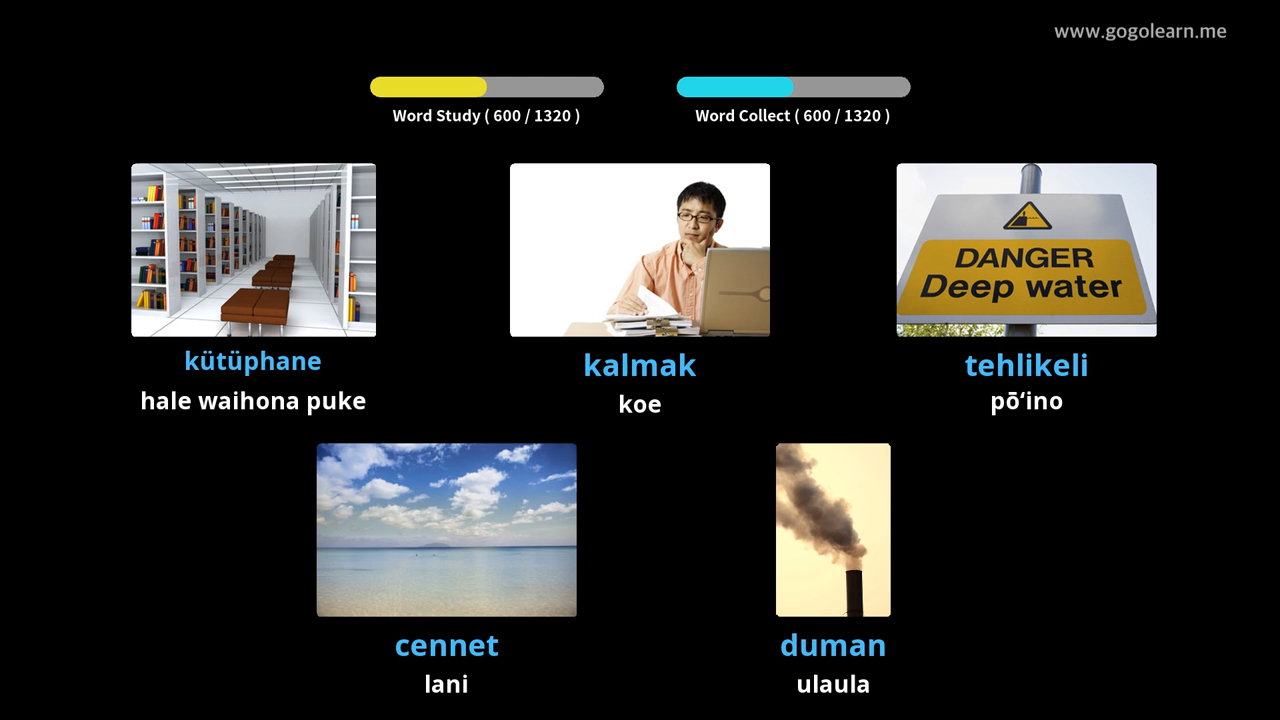 www.gogolearn.me
Word Study ( 600 / 1320 )
Word Collect ( 600 / 1320 )
DANGER
Deep water
kütüphane
hale waihona puke
kalmak
koe
tehlikeli
pōʻino
cennet
lani
duman
ulaula